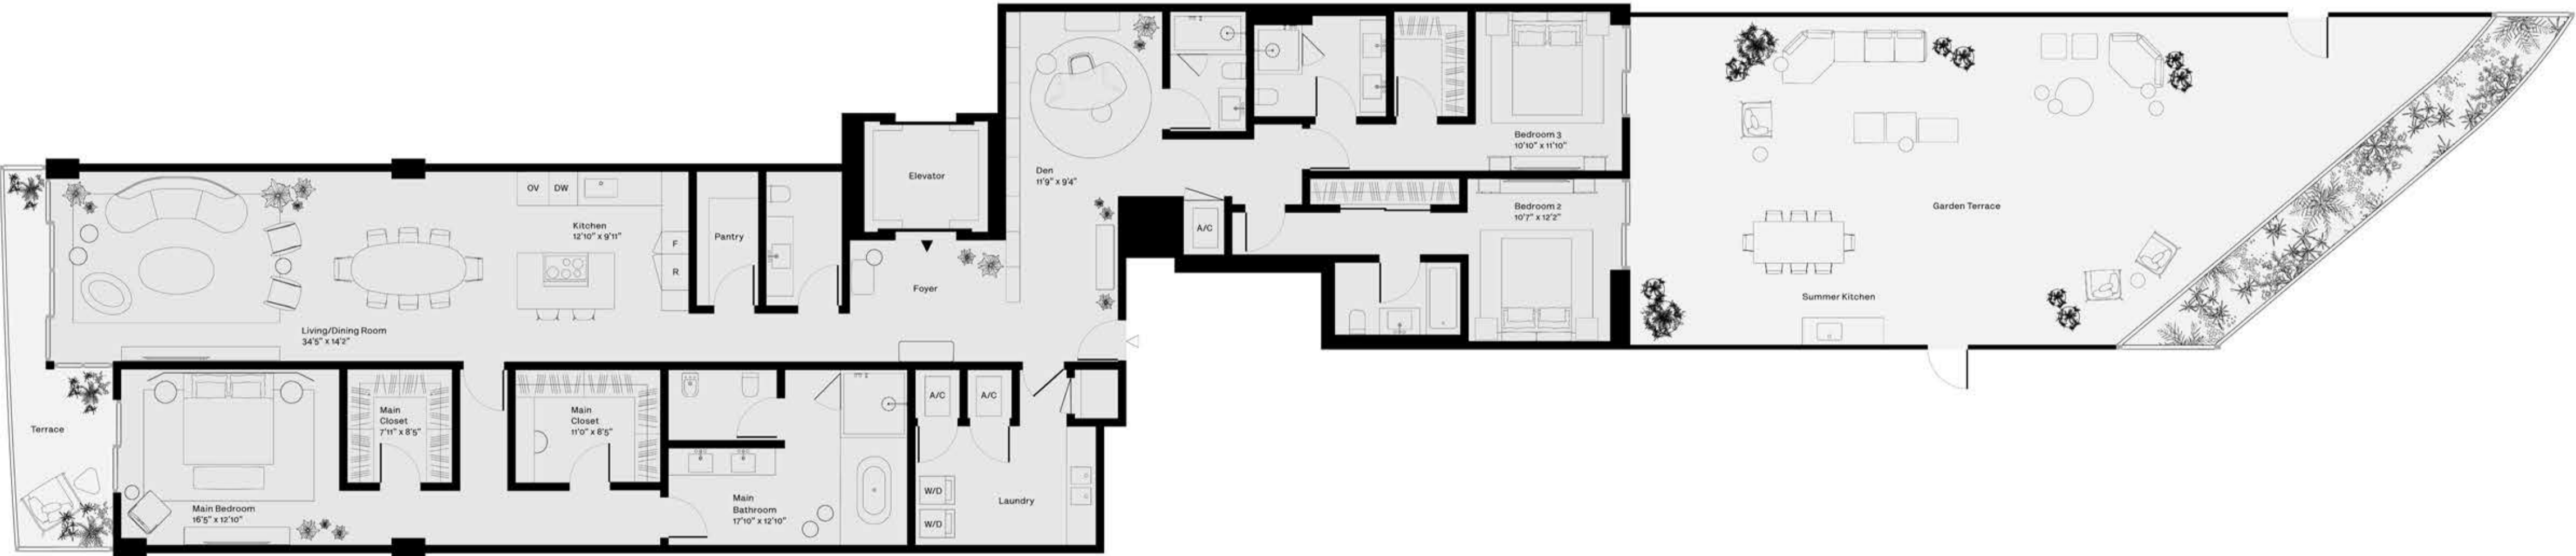 Living/Dining Room
34'5" x 14'2"
OV
DW
Kitchen
12'10" x 9'11"
F
R
Pantry
Elevator
Foyer
Den
11'9" x 9'4"
A/C
Bedroom 3
10'10" x 11'10"
Bedroom 2
10'7" x 12'2"
Garden Terrace
Summer Kitchen
Terrace
Main Bedroom
16'5" x 12'10"
Main
Closet
7'11" x 8'5"
Main
Closet
11'0" x 8'5"
Main
Bathroom
17'10" x 12'10"
A/C
A/C
W/D
W/D
Laundry